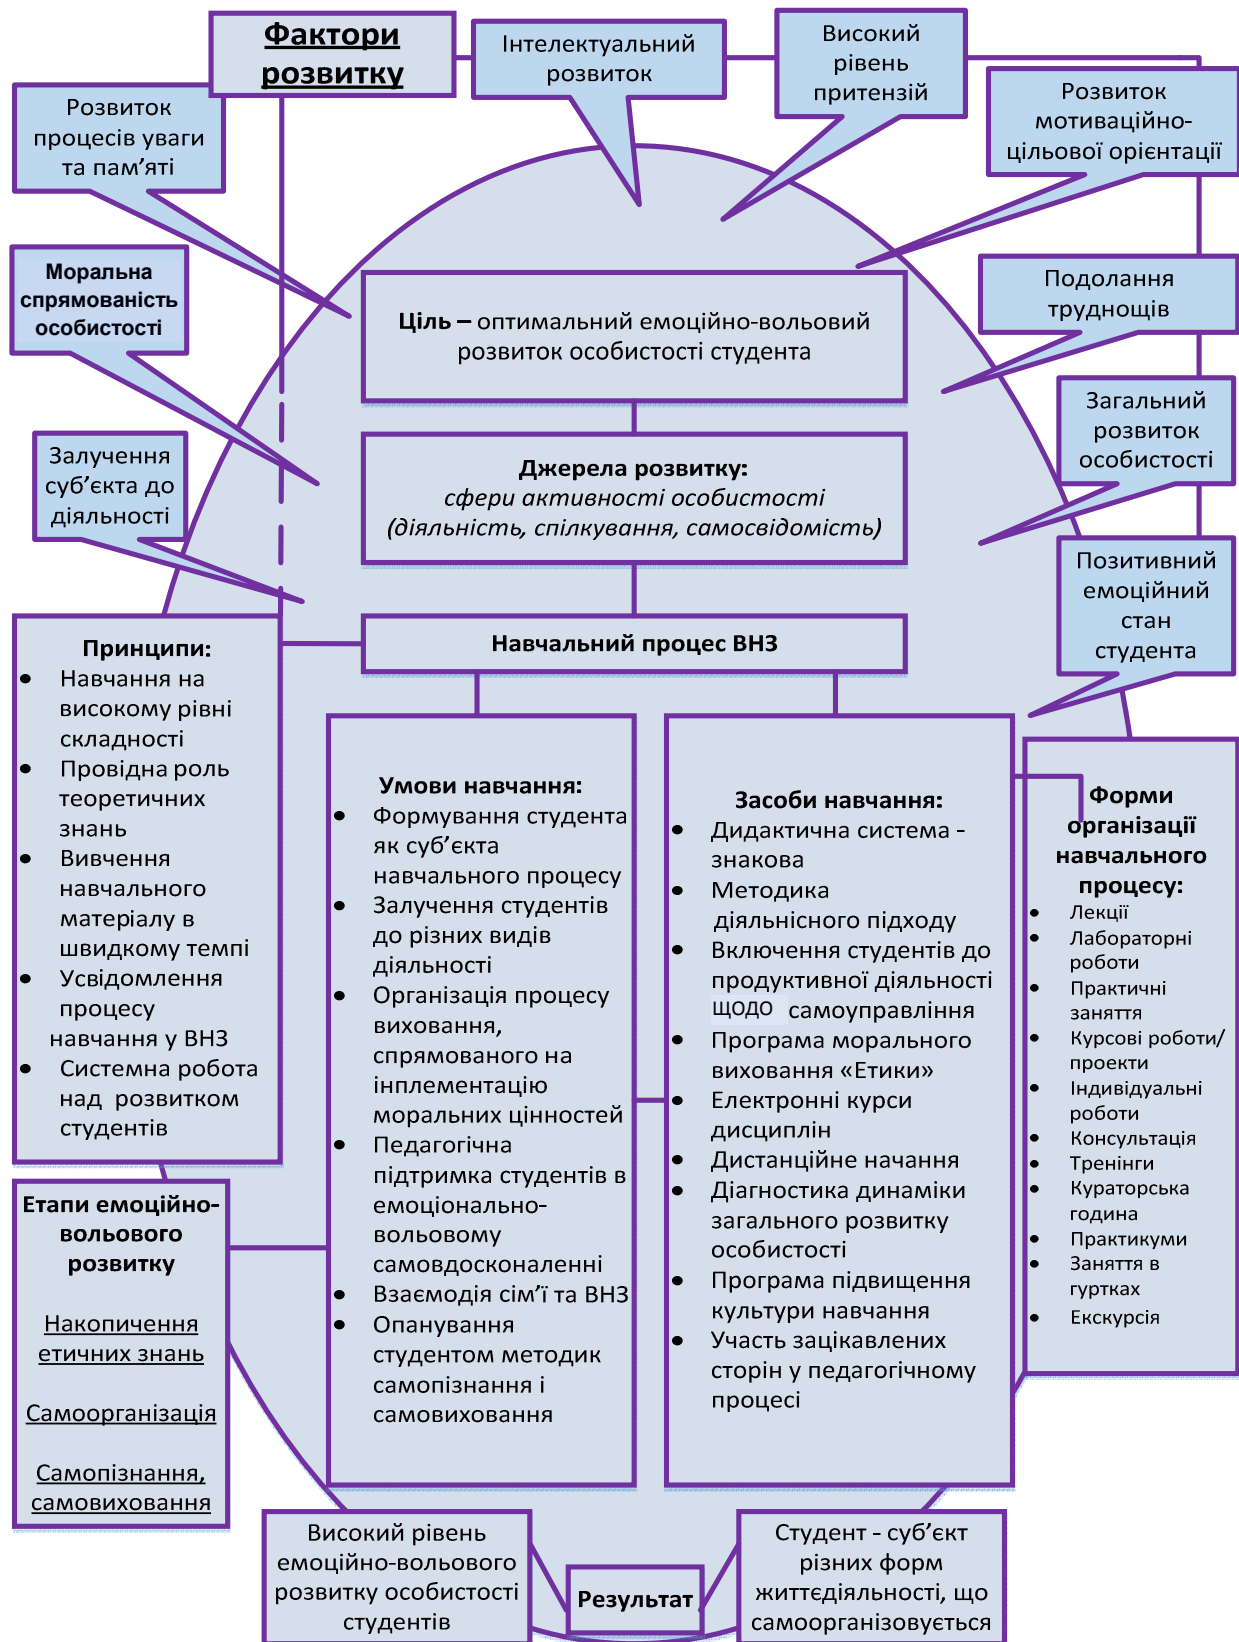 Фактори
розвитку
Інтелектуальний
розвиток
Високий
рівень
притензій
Розвиток
процесів уваги
та пам’яті
Розвиток
мотиваційно-
цільової орієнтації
Моральна
спрямованість
особистості
Подолання
труднощів
Ціль – оптимальний емоційно-вольовий
розвиток особистості студента
Загальний
розвиток
особистості
Залучення
суб’єкта до
діяльності
Джерела розвитку:
сфери активності особистості
(діяльність, спілкування, самосвідомість)
Позитивний
емоційний
стан
студента
Навчальний процес ВНЗ
Принципи:
• Навчання на
високому рівні
складності
• Провідна роль
теоретичних
знань
• Вивчення
навчального
матеріалу в
швидкому темпі
• Усвідомлення
процесу
навчання у ВНЗ
• Системна робота
над розвитком
студентів
Умови навчання:
• Формування студента
як суб’єкта
навчального процесу
• Залучення студентів
до різних видів
діяльності
• Організація процесу
виховання,
спрямованого на
інплементацію
моральних цінностей
• Педагогічна
підтримка студентів в
емоціонально-
вольовому
самовдосконаленні
• Взаємодія сім’ї та ВНЗ
• Опанування
студентом методик
самопізнання і
самовиховання
Засоби навчання:
• Дидактична система -
знакова
• Методика
діяльнісного підходу
• Включення студентів до
продуктивної діяльності
щодо самоуправління
• Програма морального
виховання «Етики»
• Електронні курси
дисциплін
• Дистанційне начання
• Діагностика динаміки
загального розвитку
особистості
• Програма підвищення
культури навчання
• Участь зацікавлених
сторін у педагогічному
процесі
Форми
організації
навчального
процесу:
• Лекції
• Лабораторні
роботи
• Практичні
заняття
• Курсові роботи/
проекти
• Індивідуальні
роботи
• Консультація
• Тренінги
• Кураторська
година
• Практикуми
• Заняття в
гуртках
• Екскурсія
Етапи емоційно-
вольового
розвитку
Накопичення
етичних знань
Самоорганізація
Самопізнання,
самовиховання
Високий рівень
емоційно-вольового
розвитку особистості
студентів
Результат
Студент - суб’єкт
різних форм
життєдіяльності, що
самоорганізовується